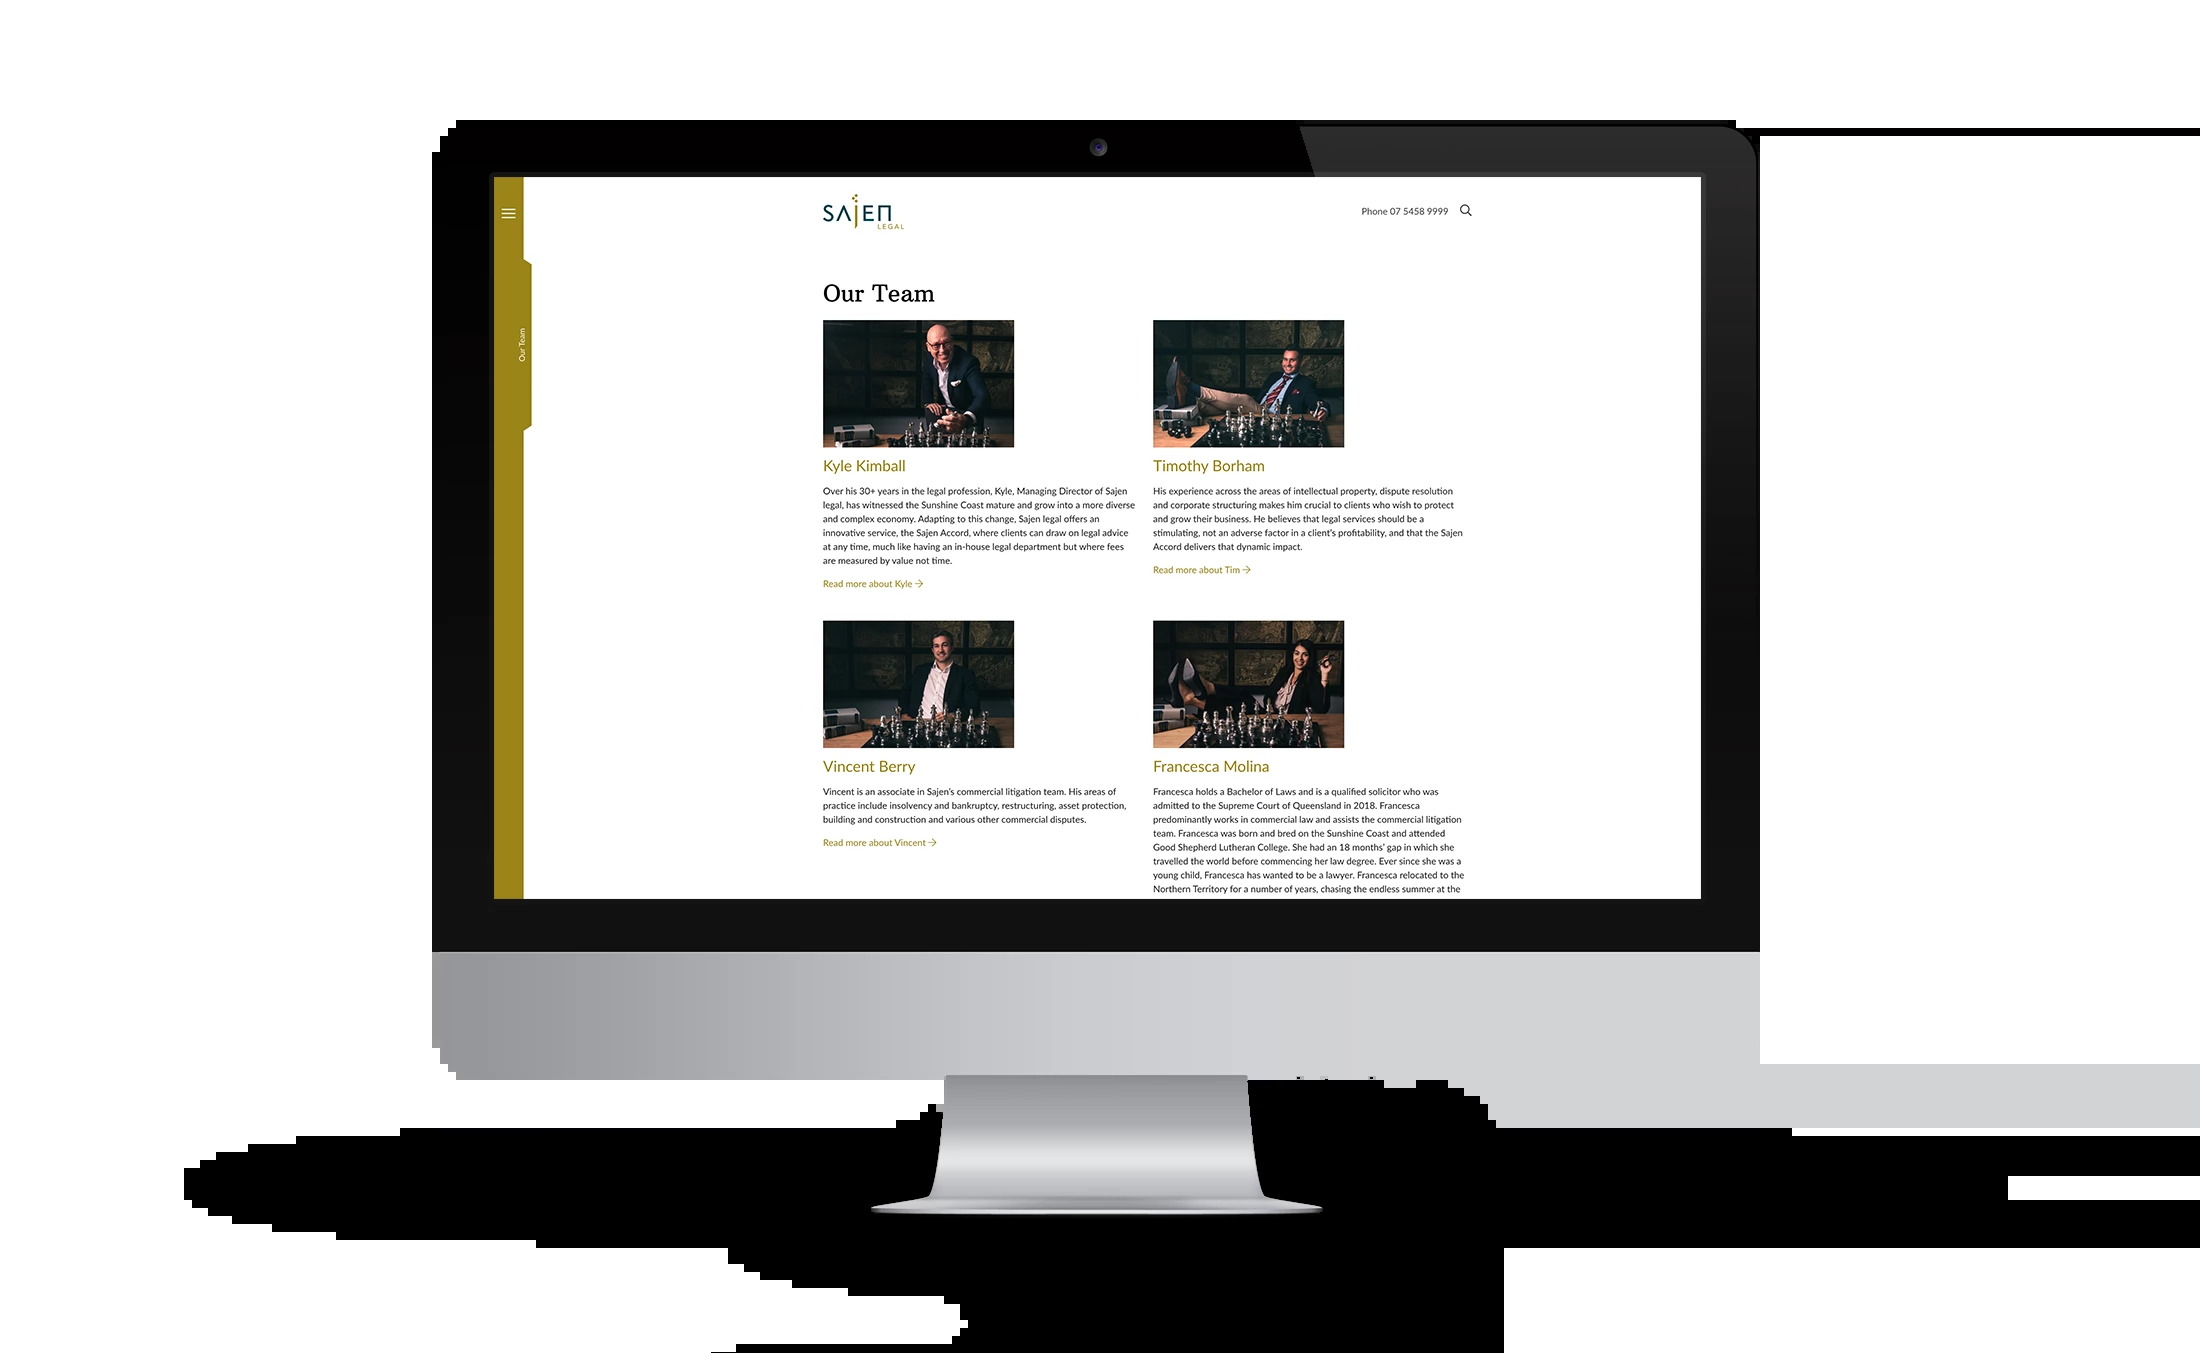 SAJEN
LEGAL
Phone 07 5458 9999
Our Team
Our Team
Kyle Kimball
Over his 30+ years in the legal profession, Kyle, Managing Director of Sajen
legal, has witnessed the Sunshine Coast mature and grow into a more diverse
and complex economy. Adapting to this change, Sajen legal offers an
innovative service, the Sajen Accord, where clients can draw on legal advice
at any time, much like having an in-house legal department but where fees
are measured by value not time.
Read more about Kyle →
Timothy Borham
His experience across the areas of intellectual property, dispute resolution
and corporate structuring makes him crucial to clients who wish to protect
and grow their business. He believes that legal services should be a
stimulating, not an adverse factor in a client's profitability, and that the Sajen
Accord delivers that dynamic impact.
Read more about Tim →
Vincent Berry
Vincent is an associate in Sajen's commercial litigation team. His areas of
practice include insolvency and bankruptcy, restructuring, asset protection,
building and construction and various other commercial disputes.
Read more about Vincent →
Francesca Molina
Francesca holds a Bachelor of Laws and is a qualified solicitor who was
admitted to the Supreme Court of Queensland in 2018. Francesca
predominantly works in commercial law and assists the commercial litigation
team. Francesca was born and bred on the Sunshine Coast and attended
Good Shepherd Lutheran College. She had an 18 months' gap in which she
travelled the world before commencing her law degree. Ever since she was a
young child, Francesca has wanted to be a lawyer. Francesca relocated to the
Northern Territory for a number of years, chasing the endless summer at the